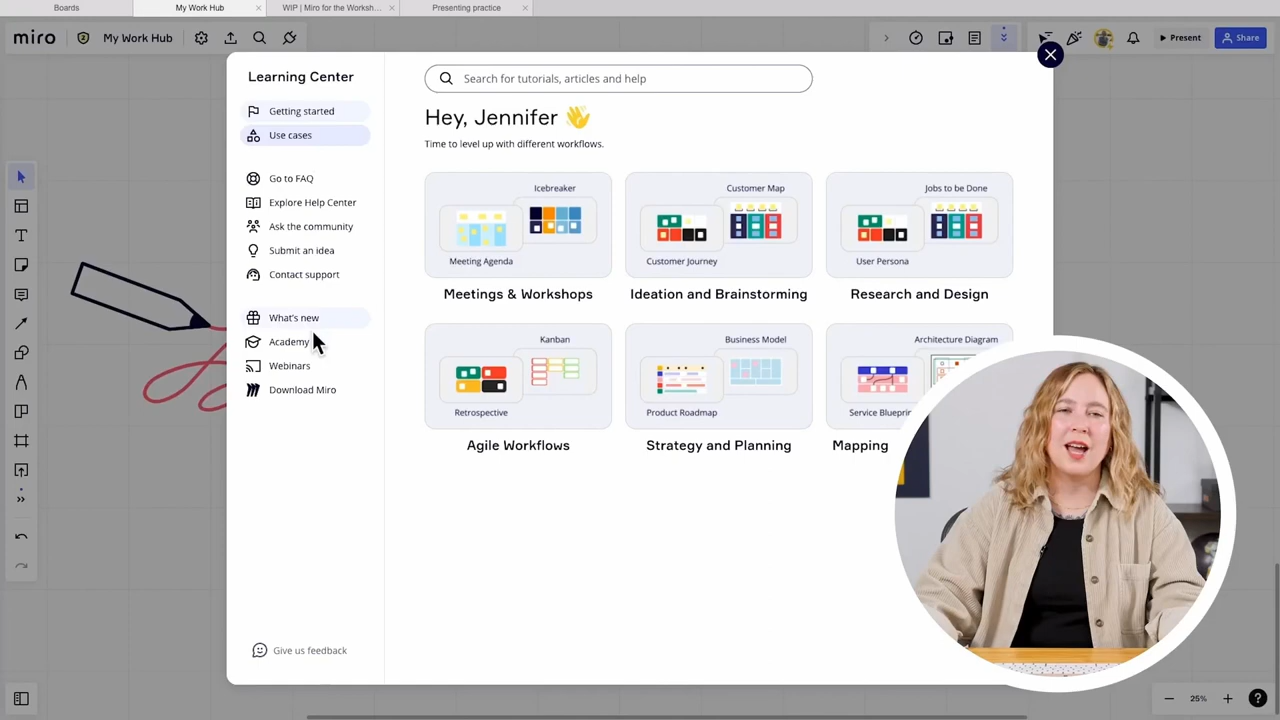 Boards
My Work Hub
WIP | Miro for the Worksh...
Presenting practice
miro
My Work Hub
Present
Share
Learning Center
Getting started
Use cases
Go to FAQ
Explore Help Center
Ask the community
Submit an idea
Contact support
What's new
Academy
Webinars
Download Miro
Give us feedback
Search for tutorials, articles and help
Hey, Jennifer 👋
Time to level up with different workflows.
Icebreaker
Meeting Agenda
Meetings & Workshops
Customer Map
Customer Journey
Ideation and Brainstorming
Jobs to be Done
User Persona
Research and Design
Kanban
Retrospective
Agile Workflows
Business Model
Product Roadmap
Strategy and Planning
Architecture Diagram
Service Blueprin
Mapping
25%